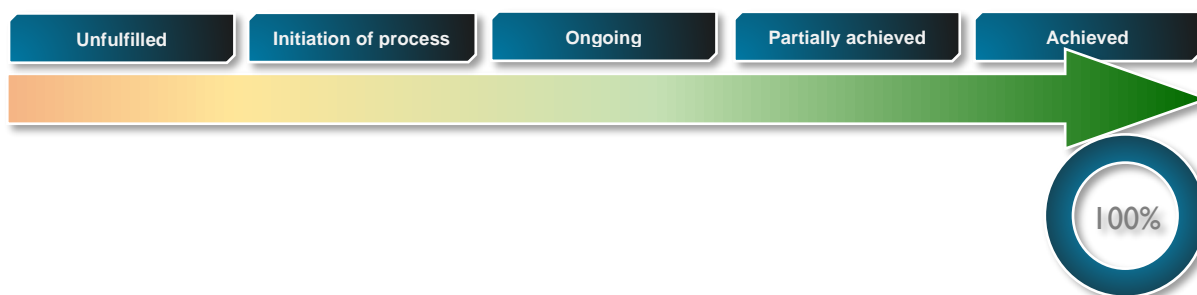 Unfulfilled
Initiation of process
Ongoing
Partially achieved
Achieved
100%